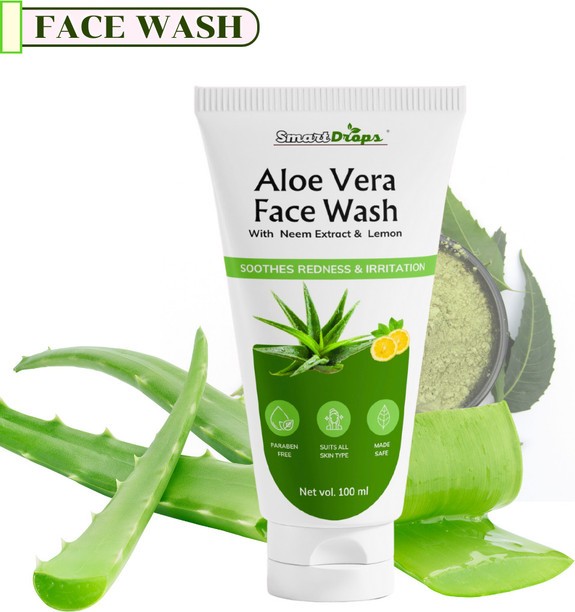 FACE WASH
SmartDrops
Aloe Vera
Face Wash
With Neem Extract & Lemon
SOOTHES REDNESS & IRRITATION
PARABEN
FREE
SUITS ALL
SKIN TYPE
MADE
SAFE
Net vol. 100 ml